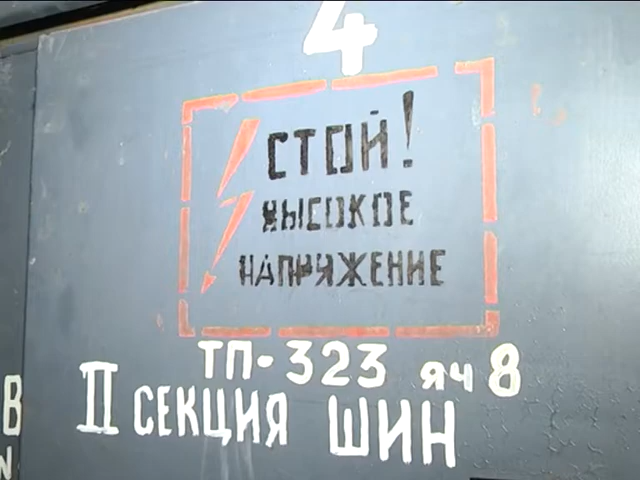 4
СТОЙ!
ВЫСОКОЕ
НАПРЯЖЕНИЕ
ТП-323 яч 8
II СЕКЦИЯ ШИН
В